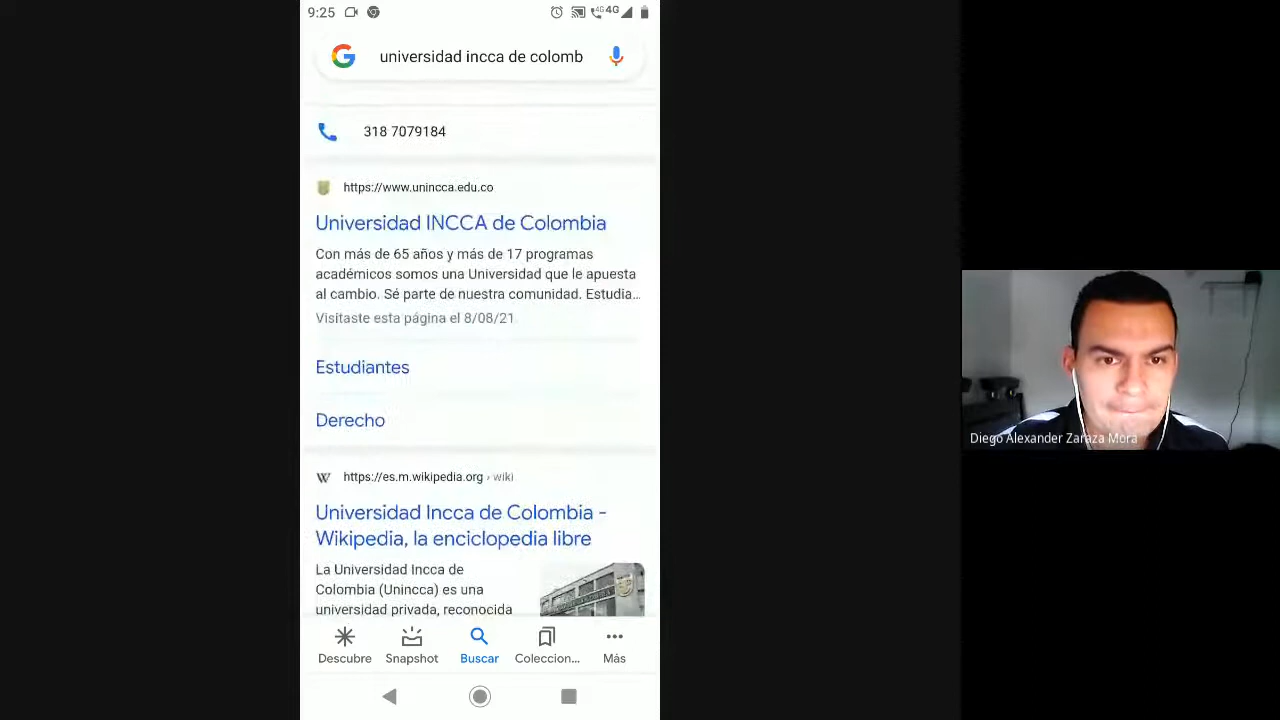 9:25
4G 4G
universidad incca de colomb
318 7079184
https://www.unincca.edu.co
Universidad INCCA de Colombia
Con más de 65 años y más de 17 programas
académicos somos una Universidad que le apuesta
al cambio. Sé parte de nuestra comunidad. Estudia...
Visitaste esta página el 8/08/21
Estudiantes
Derecho
https://es.m.wikipedia.org › wiki
Universidad Incca de Colombia -
Wikipedia, la enciclopedia libre
La Universidad Incca de
Colombia (Unincca) es una
universidad privada, reconocida
Descubre Snapshot Buscar Coleccion... Más
Diego Alexander Zaraza Mora